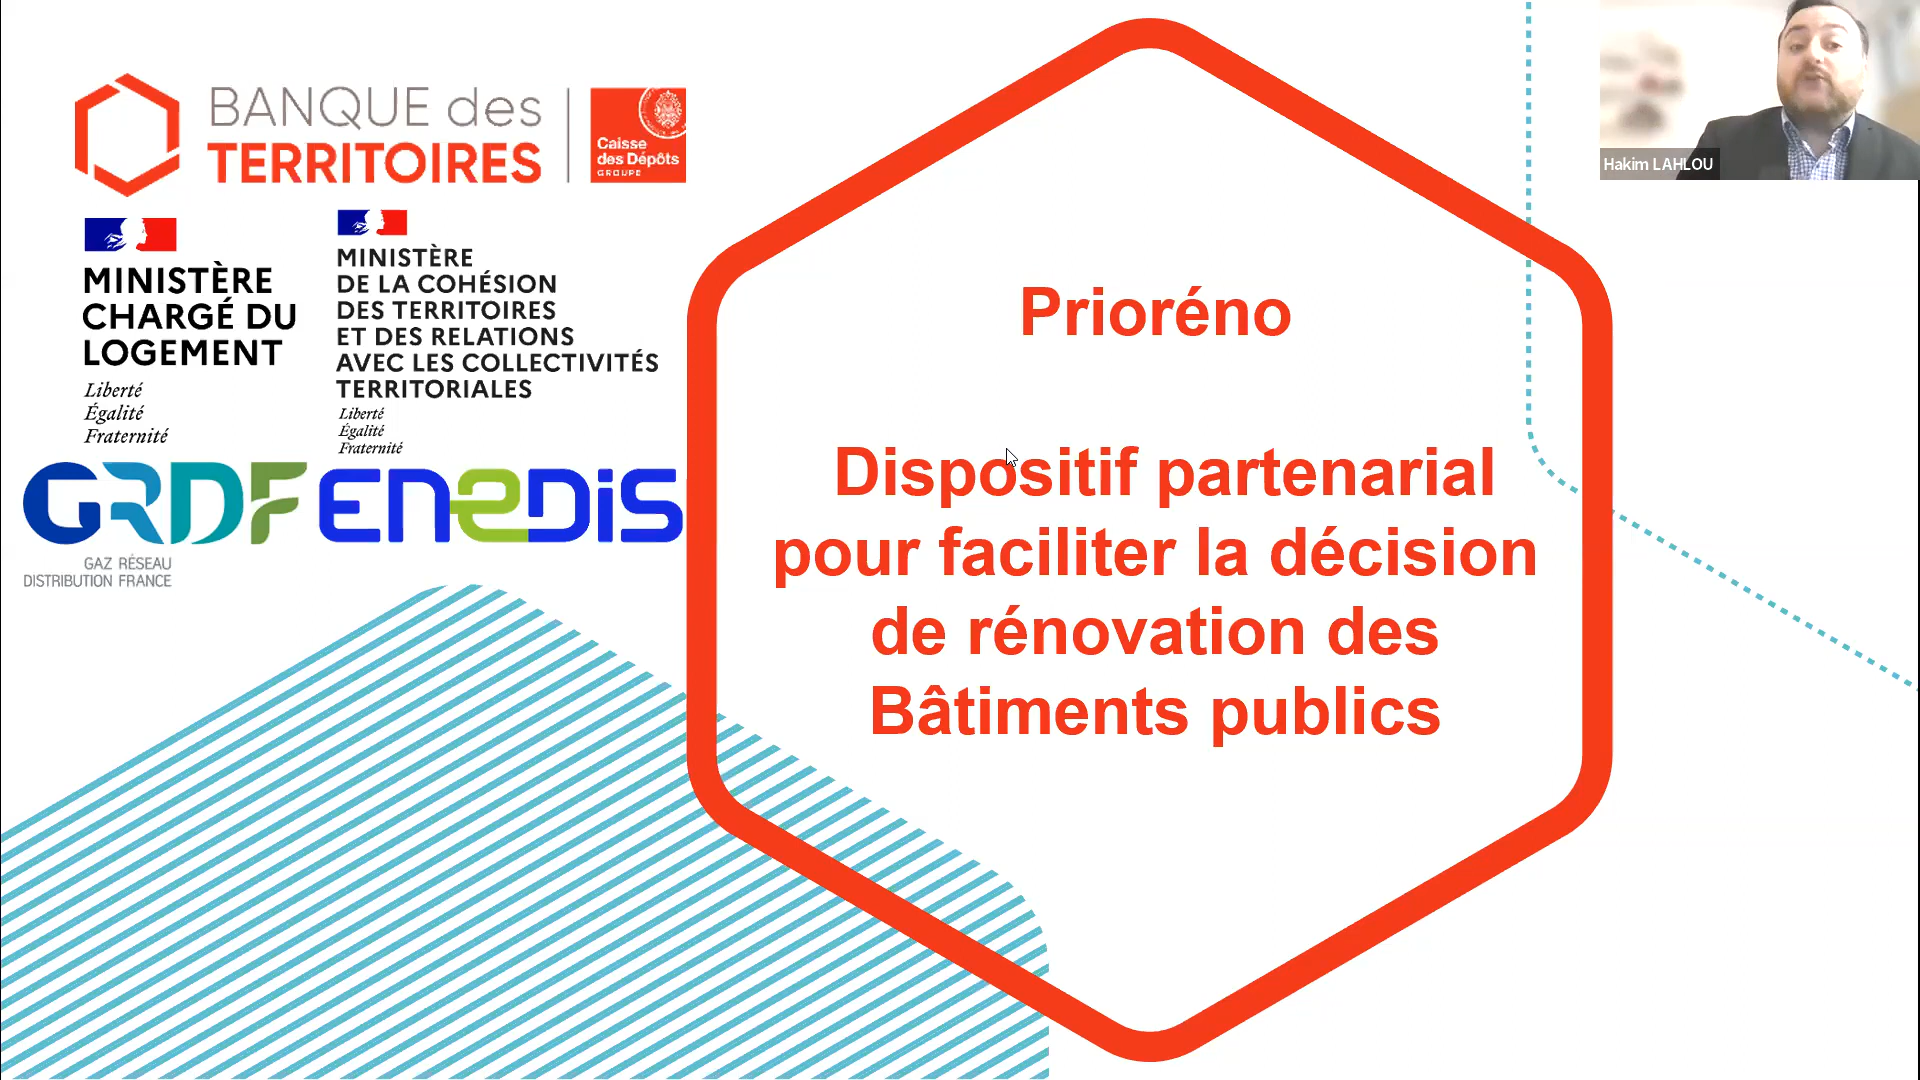 BANQUE des
TERRITOIRES
Caisse
des Dépôts
GROUPE
MINISTÈRE
CHARGÉ DU
LOGEMENT
Liberté
Égalité
Fraternité
MINISTÈRE
DE LA COHÉSION
DES TERRITOIRES
ET DES RELATIONS
AVEC LES COLLECTIVITÉS
TERRITORIALES
Liberté
Égalité
Fraternité
GRDF
GAZ RÉSEAU
DISTRIBUTION FRANCE
ENEDIS
Prioréno
Dispositif partenarial
pour faciliter la décision
de rénovation des
Bâtiments publics
Hakim LAHLOU